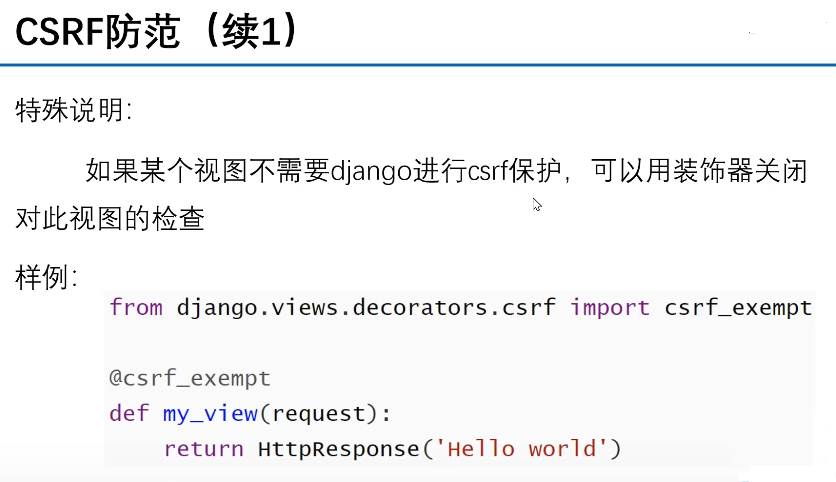 CSRF防范（续1）
特殊说明：
如果某个视图不需要django进行csrf保护，可以用装饰器关闭
对此视图的检查
样例：
from django.views.decorators.csrf import csrf_exempt
@csrf_exempt
def my_view(request):
    return HttpResponse('Hello world')